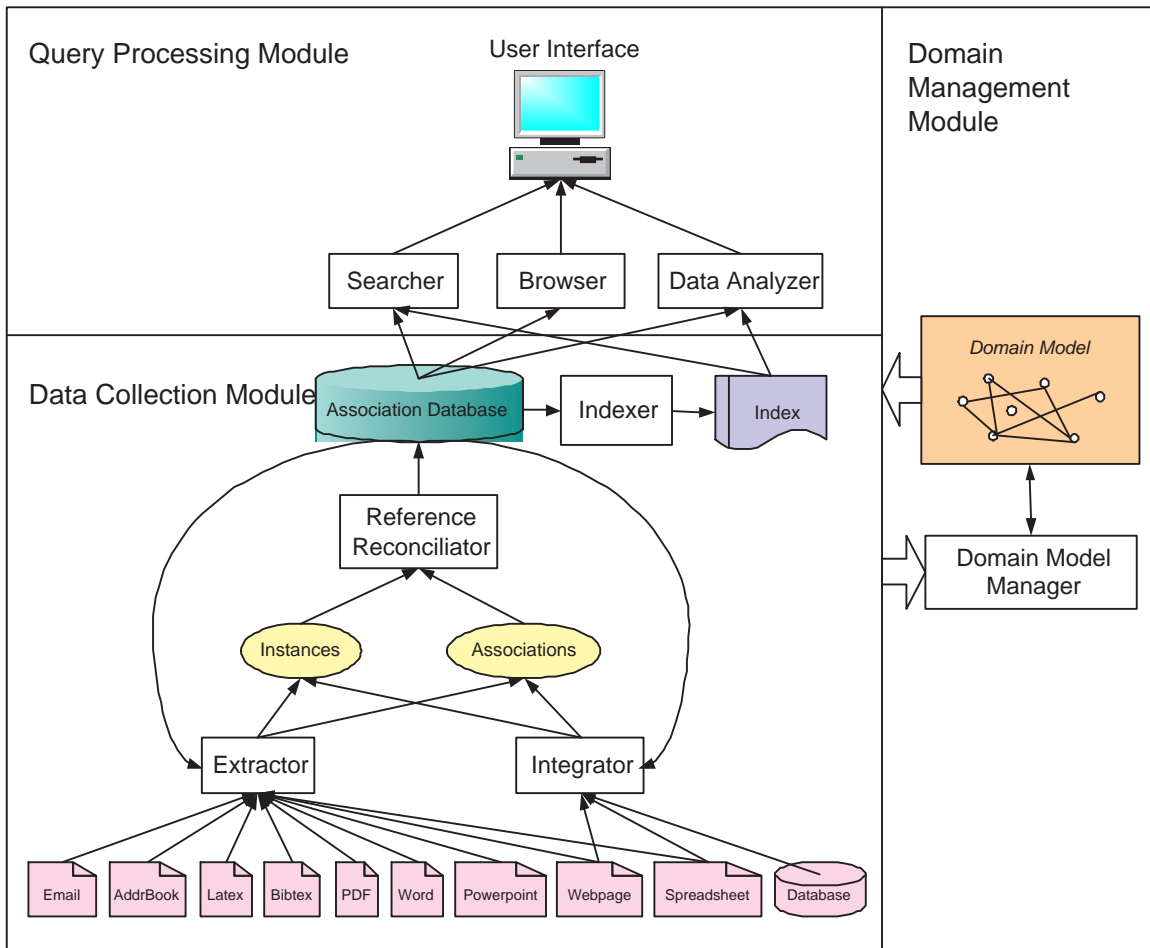 Query Processing Module
User Interface
Domain
Management
Module
Searcher
Browser
Data Analyzer
Data Collection Module
Association Database
Indexer
Index
Domain Model
Reference
Reconciliator
Domain Model
Manager
Instances
Associations
Extractor
Integrator
Email
AddrBook
Latex
Bibtex
PDF
Word
Powerpoint
Webpage
Spreadsheet
Database